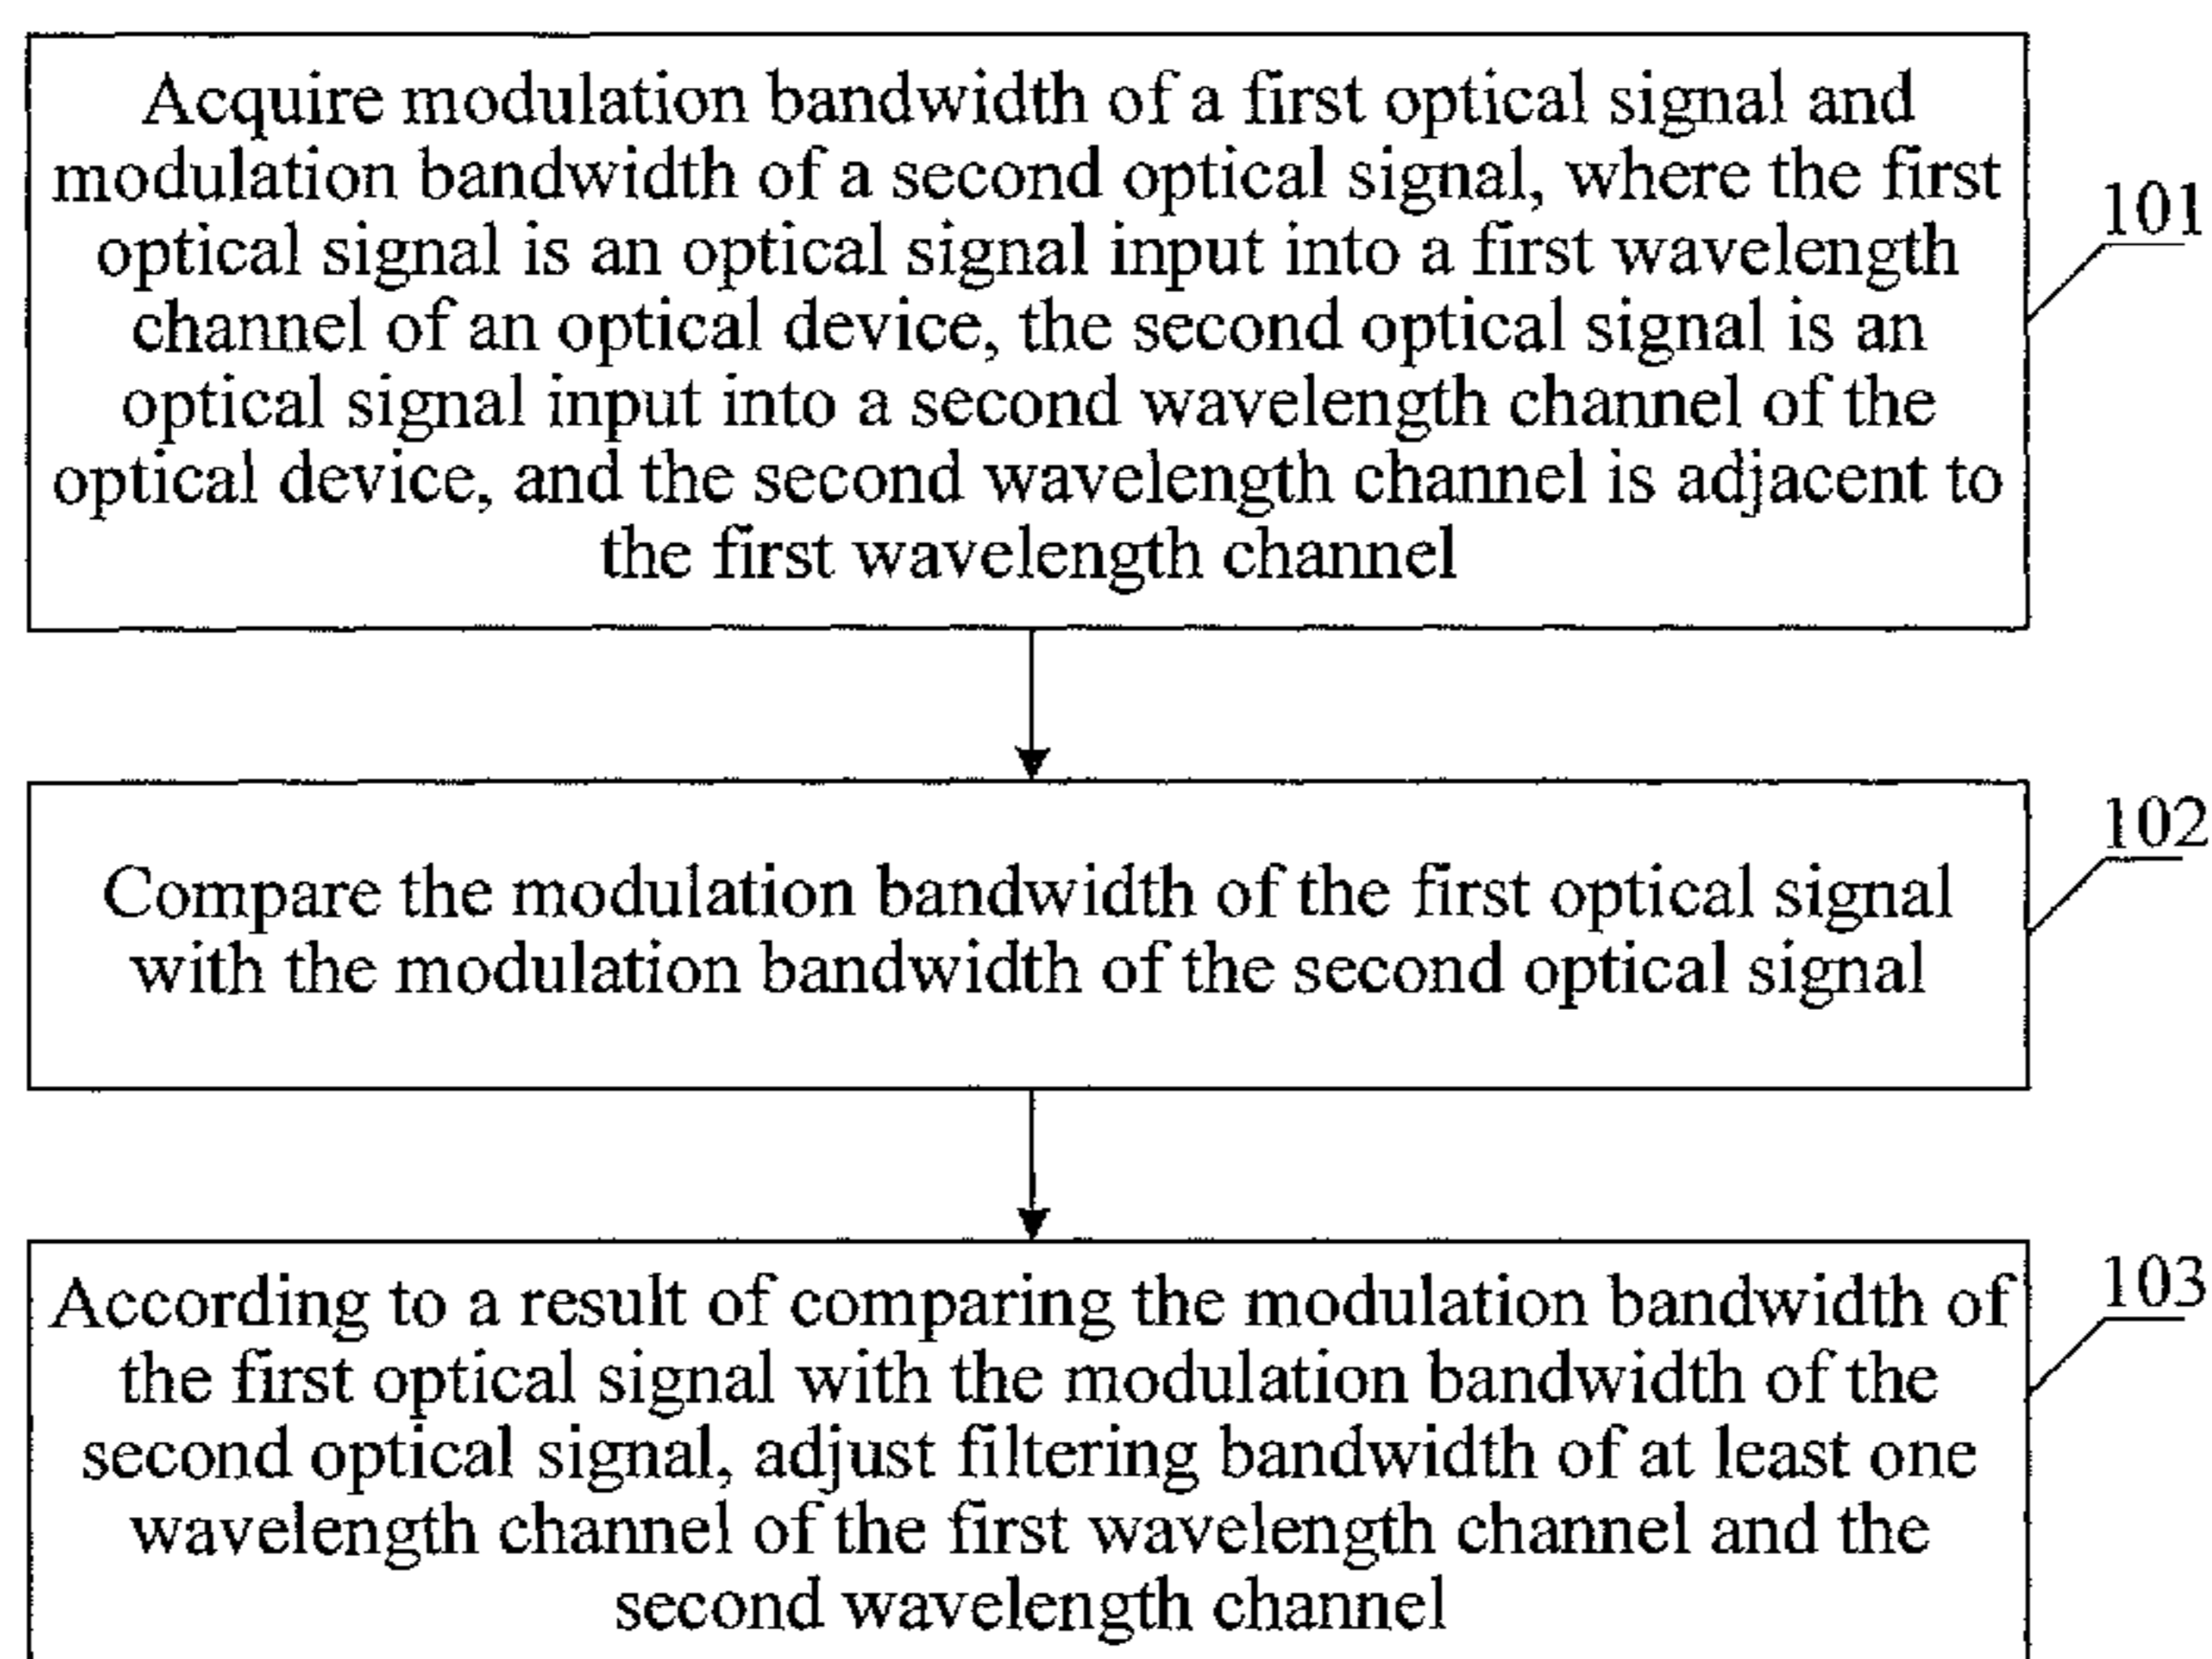 Acquire modulation bandwidth of a first optical signal and
modulation bandwidth of a second optical signal, where the first
optical signal is an optical signal input into a first wavelength
channel of an optical device, the second optical signal is an
optical signal input into a second wavelength channel of the
optical device, and the second wavelength channel is adjacent to
the first wavelength channel
101
Compare the modulation bandwidth of the first optical signal
with the modulation bandwidth of the second optical signal
102
According to a result of comparing the modulation bandwidth of
the first optical signal with the modulation bandwidth of the
second optical signal, adjust filtering bandwidth of at least one
wavelength channel of the first wavelength channel and the
second wavelength channel
103